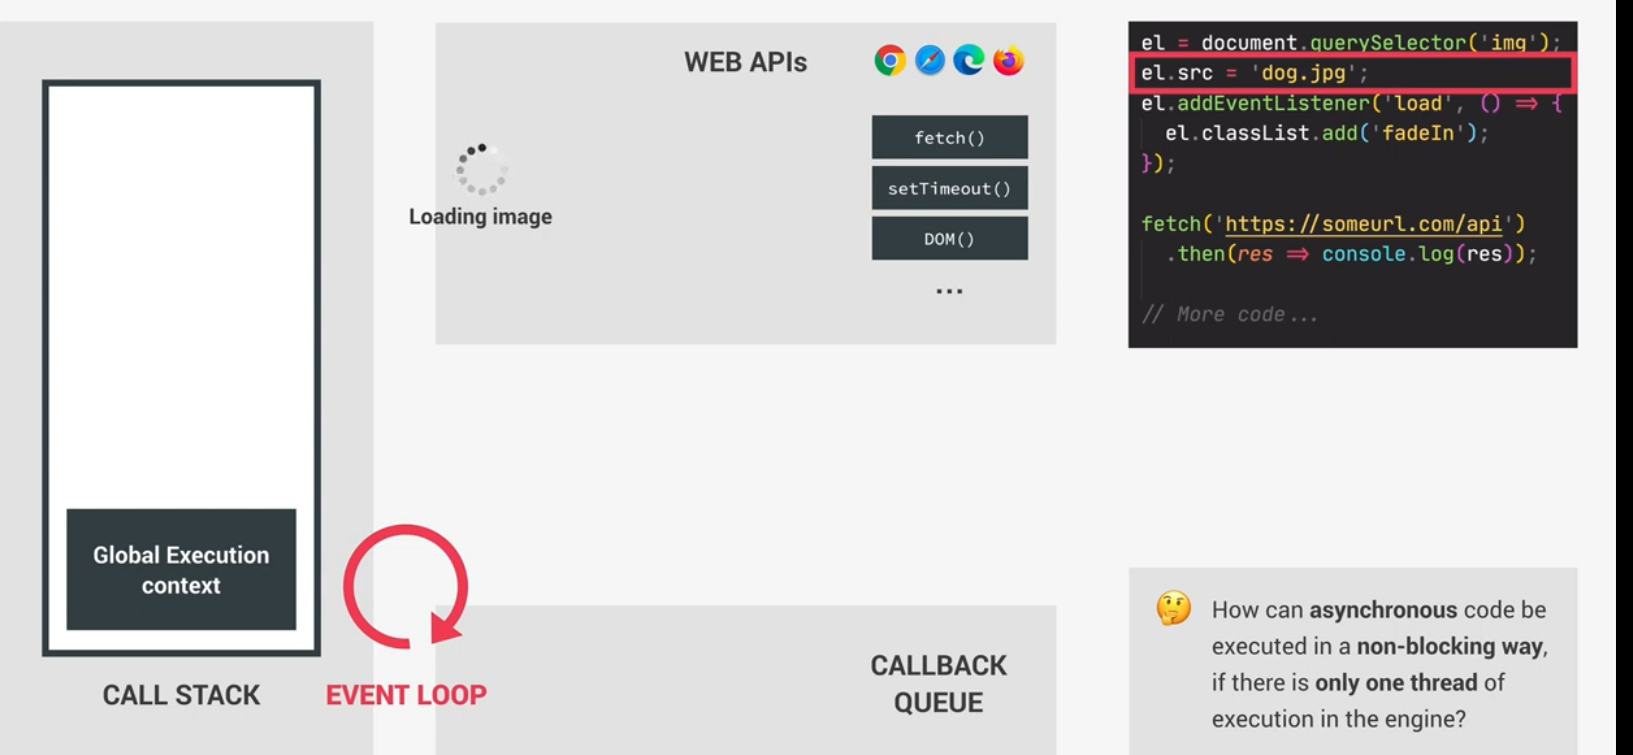 WEB APIs
fetch()
setTimeout()
DOM()
...
Loading image
Global Execution
context
CALL STACK
EVENT LOOP
CALLBACK
QUEUE
el = document.querySelector('img');
el.src = 'dog.jpg';
el.addEventListener('load', () => {
el.classList.add('fadeIn');
});
fetch('https://someurl.com/api')
.then(res => console.log(res));
// More code...
How can asynchronous code be
executed in a non-blocking way,
if there is only one thread of
execution in the engine?